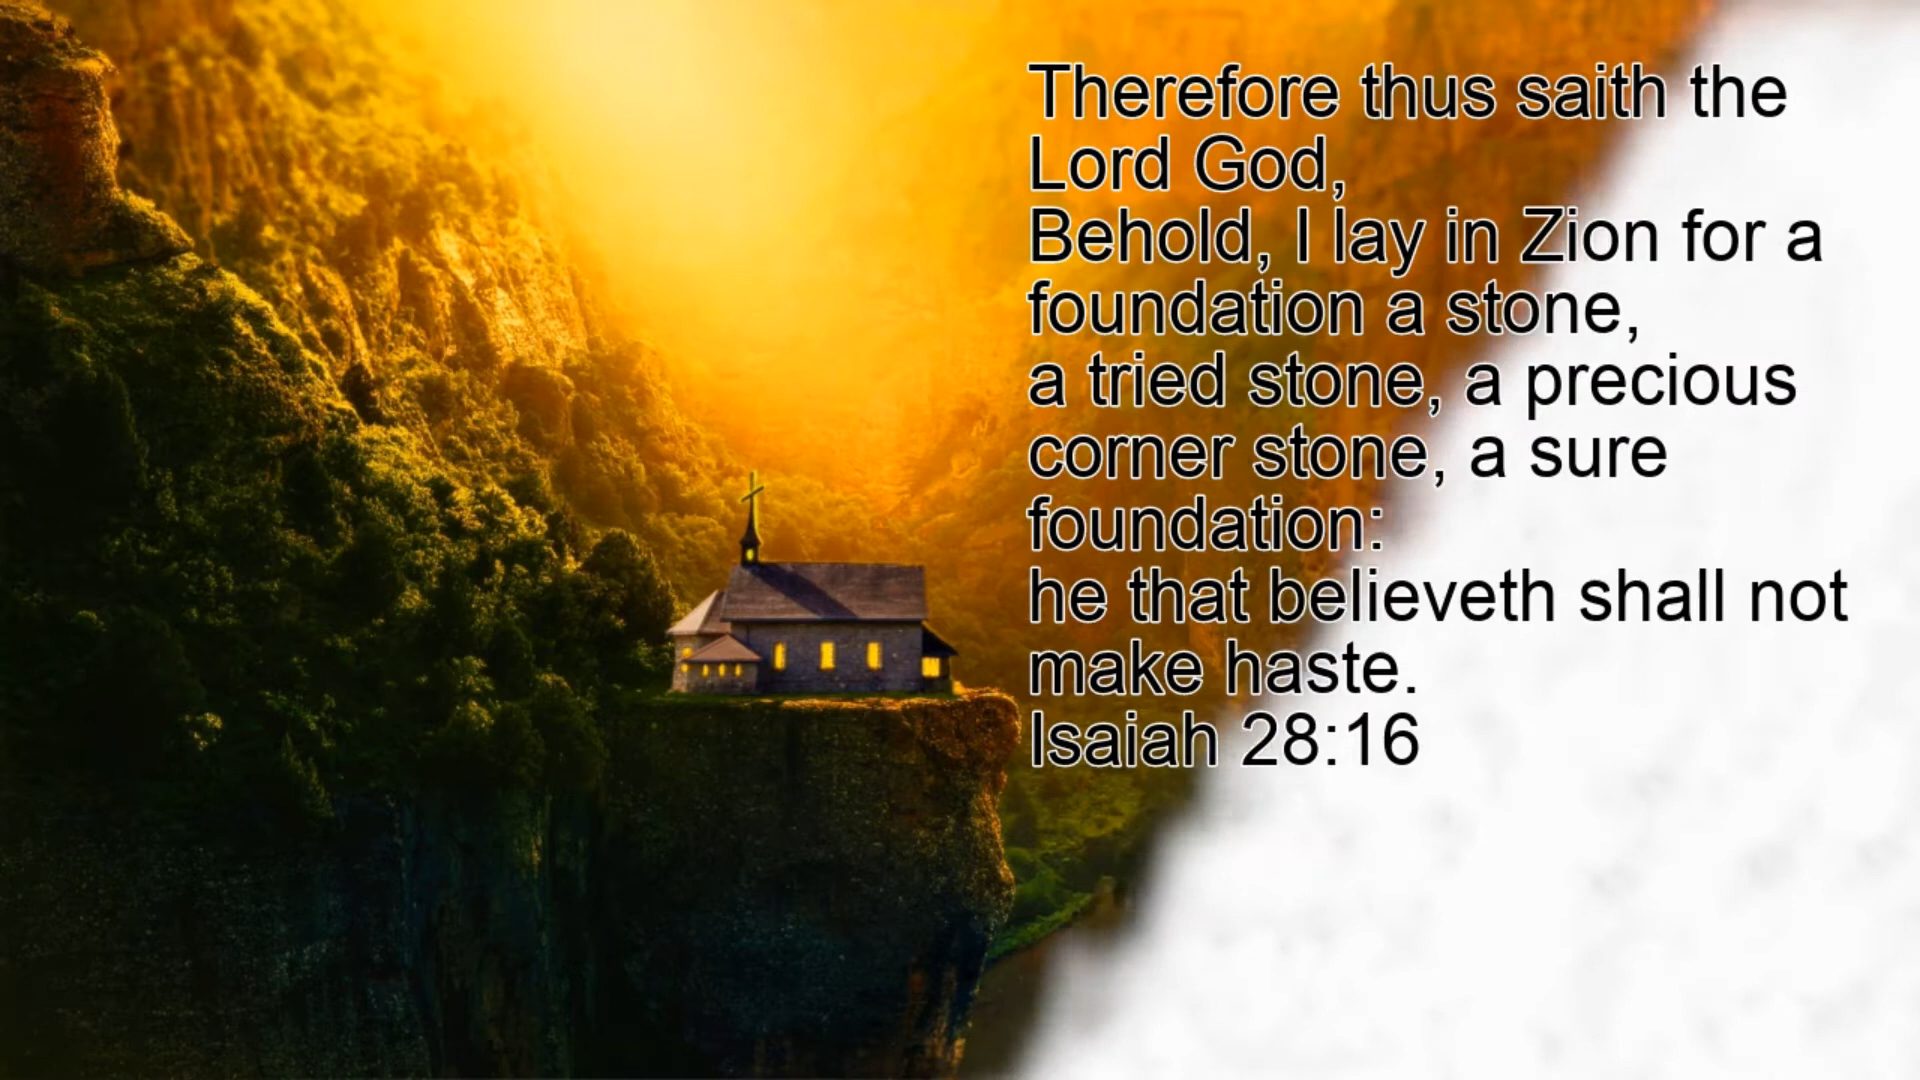 Therefore thus saith the
Lord God,
Behold, I lay in Zion for a
foundation a stone,
a tried stone, a precious
corner stone, a sure
foundation:
he that believeth shall not
make haste.
Isaiah 28:16